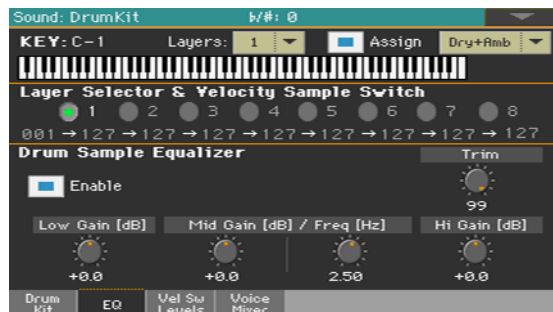 Sound: DrumKit ♭/#: 0
KEY: C-1 Layers: 1 Assign Dry+Amb
Layer Selector & Velocity Sample Switch
1 2 3 4 5 6 7 8
001 → 127 → 127 → 127 → 127 → 127 → 127 → 127 → 127
Drum Sample Equalizer Trim
Enable
99
Low Gain [dB] Mid Gain [dB] / Freq [Hz] Hi Gain [dB]
+0.0 +0.0 2.50 +0.0
Drum Kit EQ Vel Sw Levels Voice Mixer